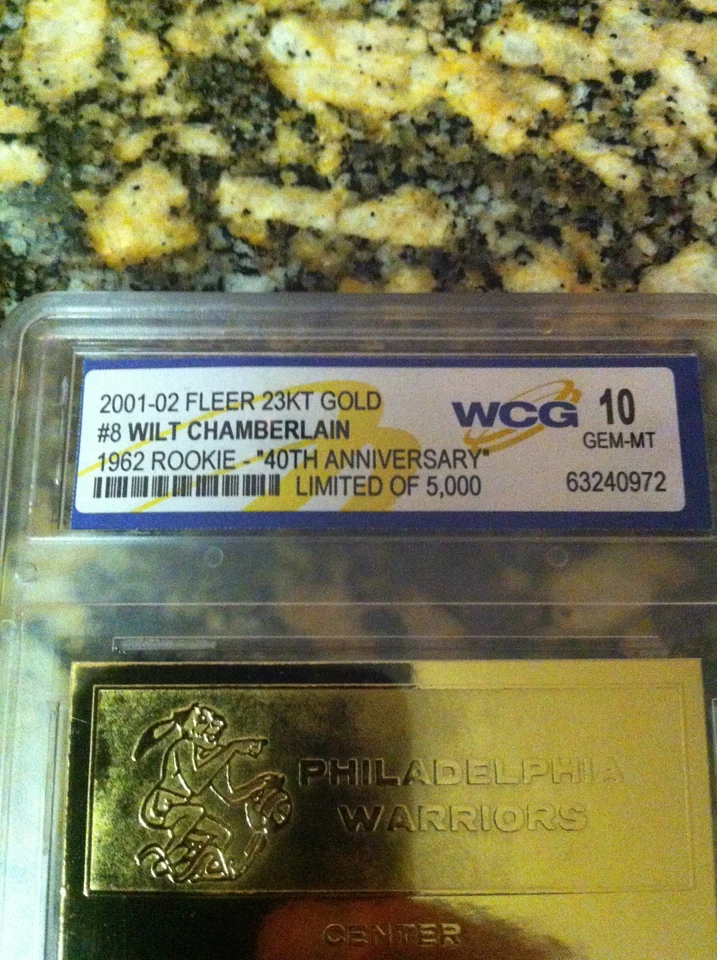 2001-02 FLEER 23KT GOLD
#8 WILT CHAMBERLAIN
1962 ROOKIE - "40TH ANNIVERSARY"
LIMITED OF 5,000
WCG 10
GEM-MT
63240972
PHILADELPHIA
WARRIORS
CENTER